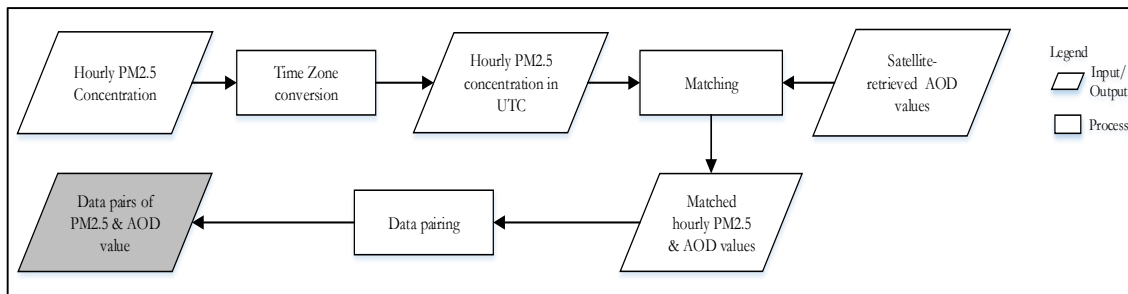 Hourly PM2.5
Concentration
Time Zone
conversion
Hourly PM2.5
concentration in
UTC
Matching
Satellite-
retrieved AOD
values
Legend
Input/
Output
Process
Data pairs of
PM2.5 & AOD
value
Data pairing
Matched
hourly PM2.5
& AOD values